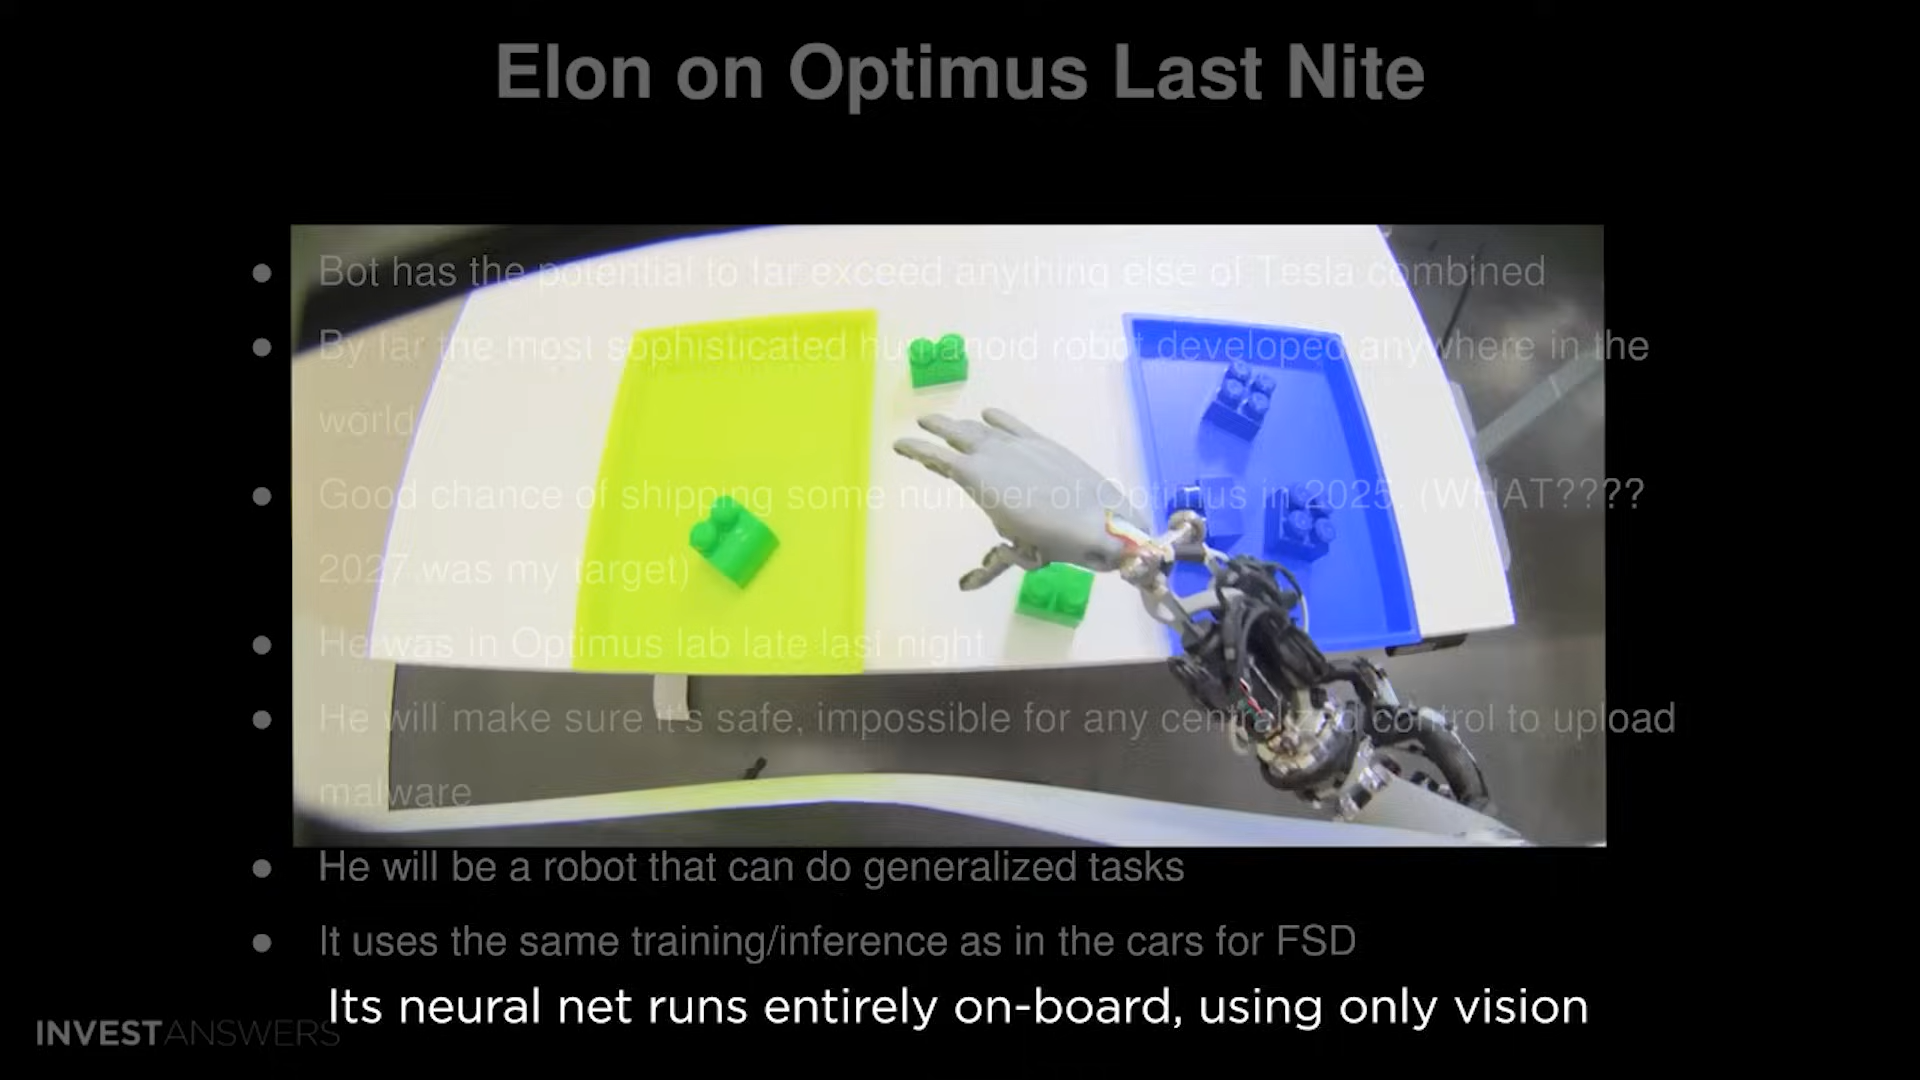 Elon on Optimus Last Nite
● Bot has the potential to far exceed anything else of Tesla combined
● By far the most sophisticated humanoid robot developed anywhere in the
world
● Good chance of shipping some number of Optimus in 2025. (WHAT????
2027 was my target)
● He was in Optimus lab late last night
● He will make sure it's safe, impossible for any centralized control to upload
malware
● He will be a robot that can do generalized tasks
● It uses the same training/inference as in the cars for FSD
Its neural net runs entirely on-board, using only vision
INVESTANSWERS